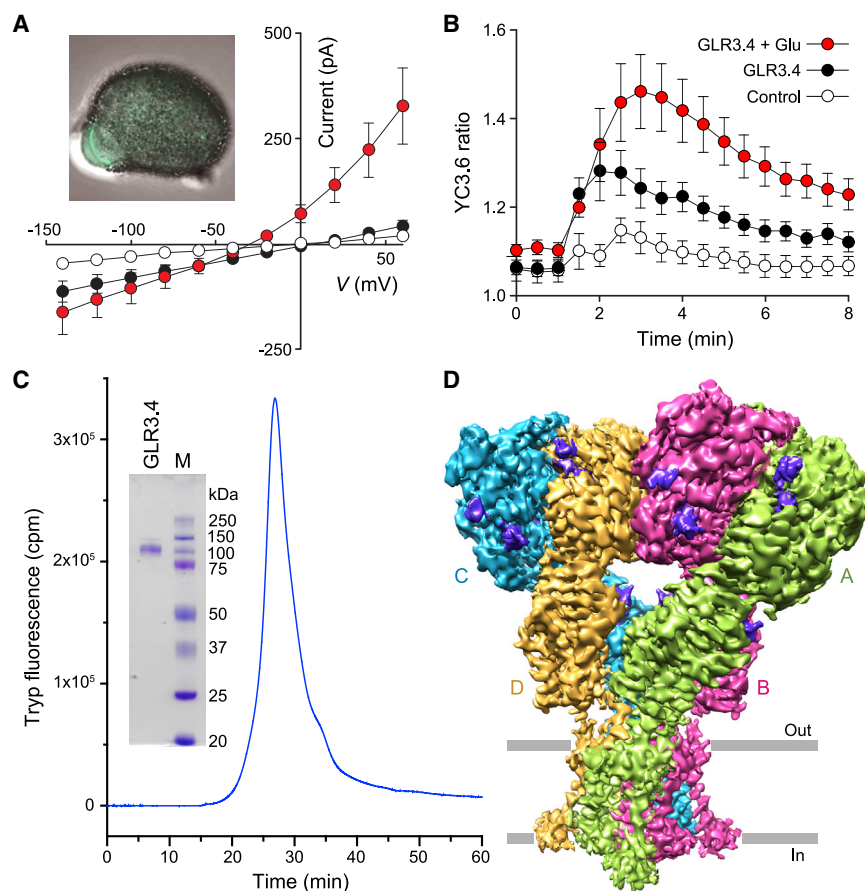 A
Current (pA)
500
250
-250
-150
-100
-50
50
V (mV)
B
YC3.6 ratio
1.6
1.4
1.2
1.0
0
2
4
6
8
Time (min)
GLR3.4 + Glu
GLR3.4
Control
C
Tryp fluorescence (cpm)
3x10⁵
2x10⁵
1x10⁵
0
0
10
20
30
40
50
60
Time (min)
GLR3.4
M
kDa
250
150
100
75
50
37
25
20
D
C
D
B
A
Out
In